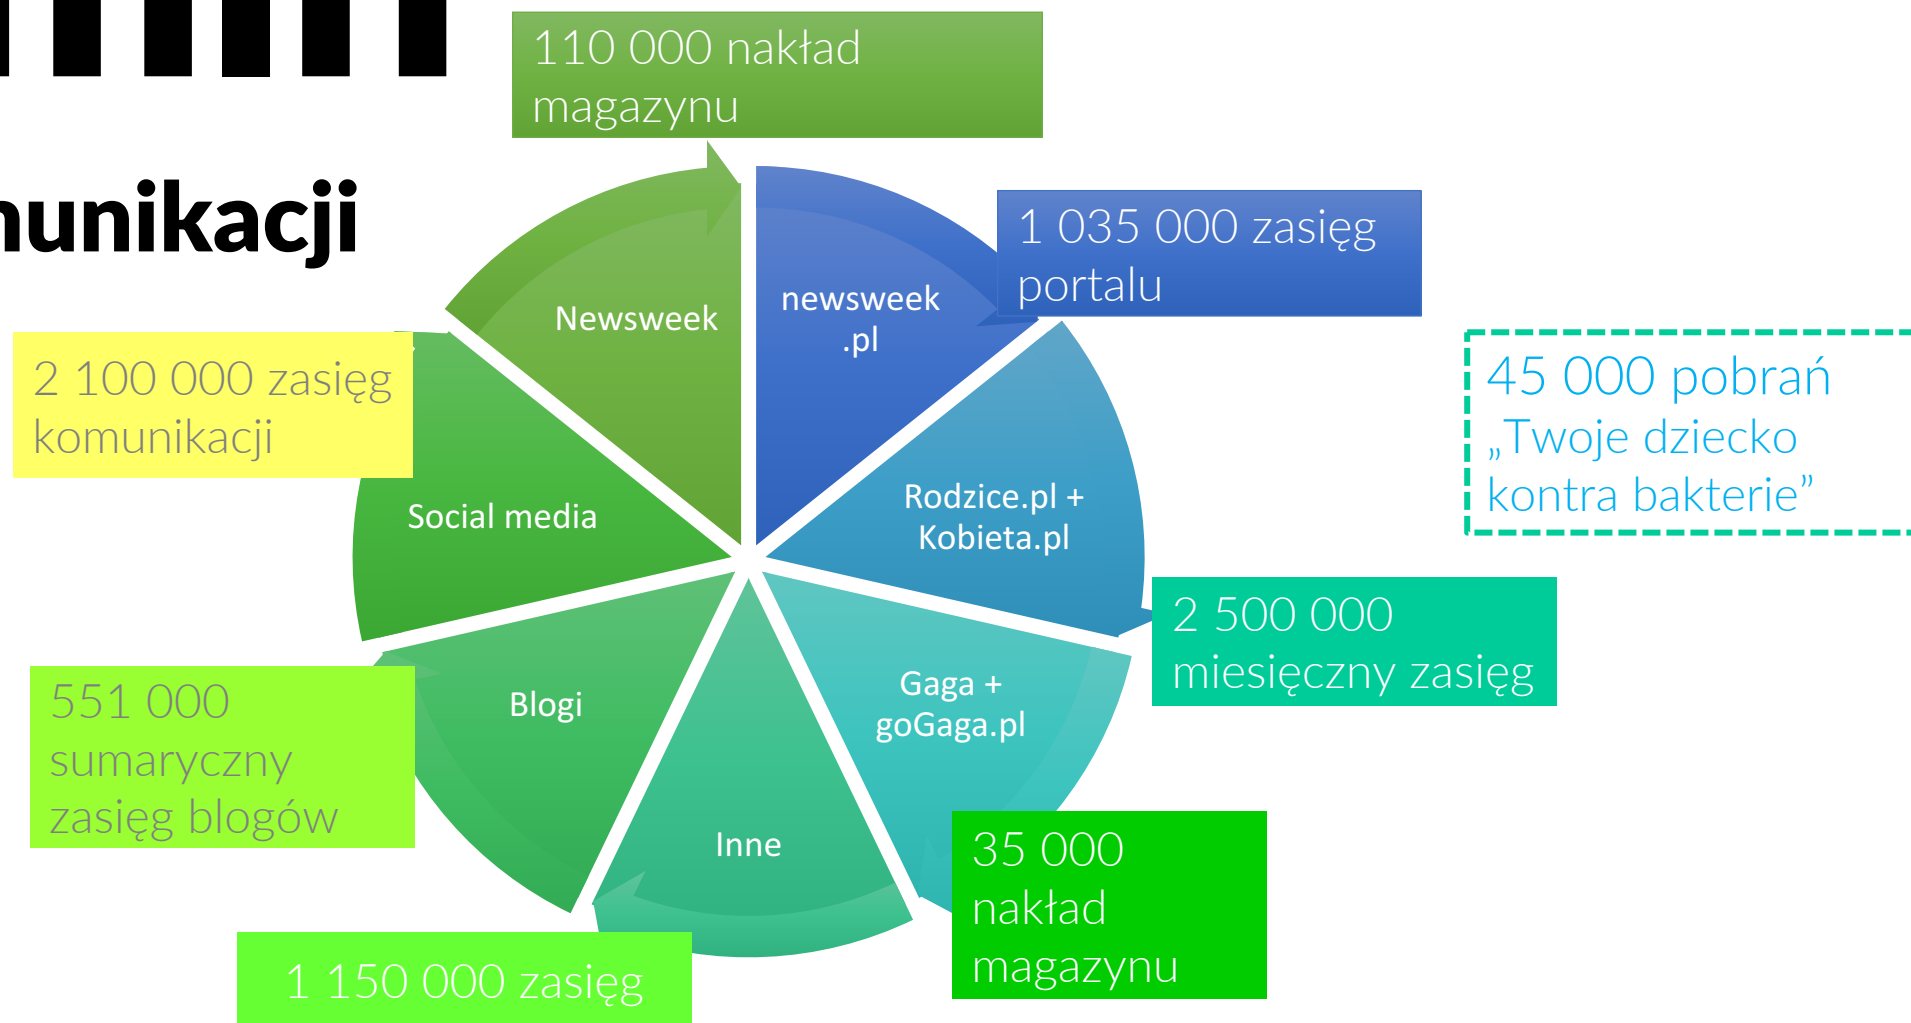 110 000 nakład
magazynu
munikacji
1 035 000 zasięg
portalu
Newsweek
newsweek
.pl
2 100 000 zasięg
komunikacji
45 000 pobrań
„Twoje dziecko
kontra bakterie”
Social media
Rodzice.pl +
Kobieta.pl
2 500 000
miesięczny zasięg
551 000
sumaryczny
zasięg blogów
Blogi
Gaga +
goGaga.pl
Inne
35 000
nakład
magazynu
1 150 000 zasięg